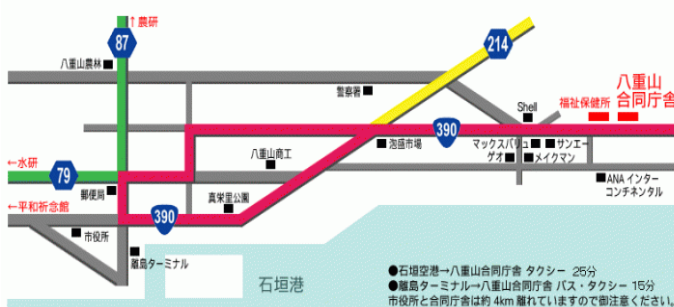 ↑農研
87
八重山農林
214
警察署
Shell
福祉保健所
八重山
合同庁舎
390
泡盛市場
マックスバリュ
サンエー
ゲオ
メイクマン
←水研
79
八重山商工
郵便局
真栄里公園
ANAインター
コンチネンタル
←平和祈念館
390
市役所
離島ターミナル
石垣港
●石垣空港→八重山合同庁舎 タクシー 25分
●離島ターミナル→八重山合同庁舎 バス・タクシー 15分
市役所と合同庁舎は約4km離れていますので御注意ください。